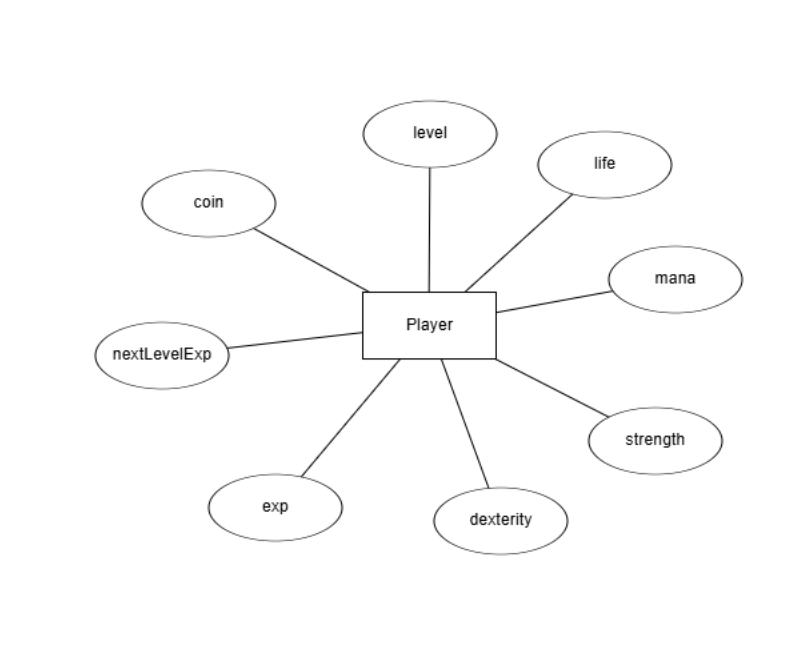 level
life
coin
mana
Player
nextLevelExp
strength
exp
dexterity